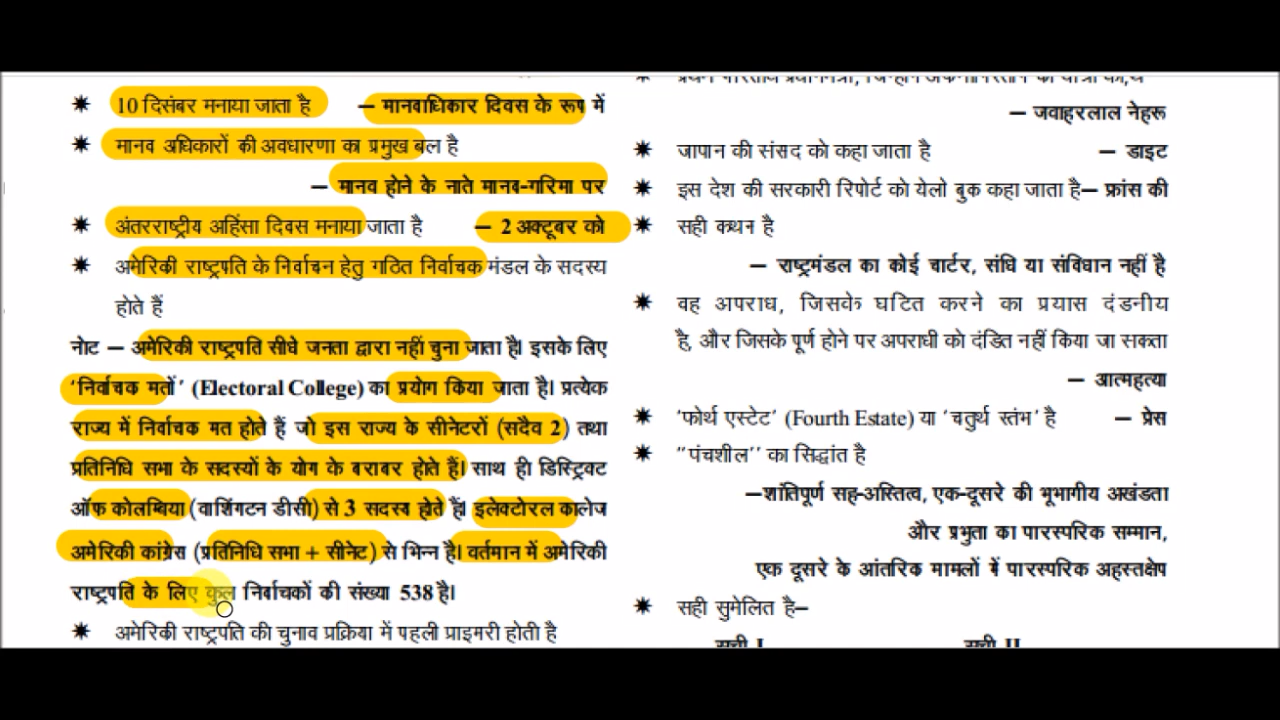 ✷ 10 दिसंबर मनाया जाता है – मानवाधिकार दिवस के रूप में
✷ मानव अधिकारों की अवधारणा का प्रमुख बल है
– मानव होने के नाते मानव-गरिमा पर
✷ अंतरराष्ट्रीय अहिंसा दिवस मनाया जाता है – 2 अक्टूबर को
✷ अमेरिकी राष्ट्रपति के निर्वाचन हेतु गठित निर्वाचक मंडल के सदस्य
होते हैं
नोट – अमेरिकी राष्ट्रपति सीधे जनता द्वारा नहीं चुना जाता है। इसके लिए
'निर्वाचक मतों' (Electoral College) का प्रयोग किया जाता है। प्रत्येक
राज्य में निर्वाचक मत होते हैं जो इस राज्य के सीनेटरों (सदैव 2) तथा
प्रतिनिधि सभा के सदस्यों के योग के बराबर होते हैं। साथ ही डिस्ट्रिक्ट
ऑफ कोलम्बिया (वाशिंगटन डीसी) से 3 सदस्य होते हैं। इलेक्टोरल कालेज
अमेरिकी कांग्रेस (प्रतिनिधि सभा + सीनेट) से भिन्न है। वर्तमान में अमेरिकी
राष्ट्रपति के लिए कुल निर्वाचकों की संख्या 538 है।
✷ अमेरिकी राष्ट्रपति की चुनाव प्रक्रिया में पहली प्राइमरी होती है
– जवाहरलाल नेहरू
✷ जापान की संसद को कहा जाता है – डाइट
✷ इस देश की सरकारी रिपोर्ट को येलो बुक कहा जाता है– फ्रांस की
✷ सही कथन है
– राष्ट्रमंडल का कोई चार्टर, संधि या संविधान नहीं है
✷ वह अपराध, जिसके घटित करने का प्रयास दंडनीय
है, और जिसके पूर्ण होने पर अपराधी को दंडित नहीं किया जा सकता
– आत्महत्या
✷ 'फोर्थ एस्टेट' (Fourth Estate) या 'चतुर्थ स्तंभ' है – प्रेस
✷ "पंचशील'' का सिद्धांत है
–शांतिपूर्ण सह-अस्तित्व, एक-दूसरे की भूभागीय अखंडता
और प्रभुता का पारस्परिक सम्मान,
एक दूसरे के आंतरिक मामलों में पारस्परिक अहस्तक्षेप
✷ सही सुमेलित है–
सूची I सूची II